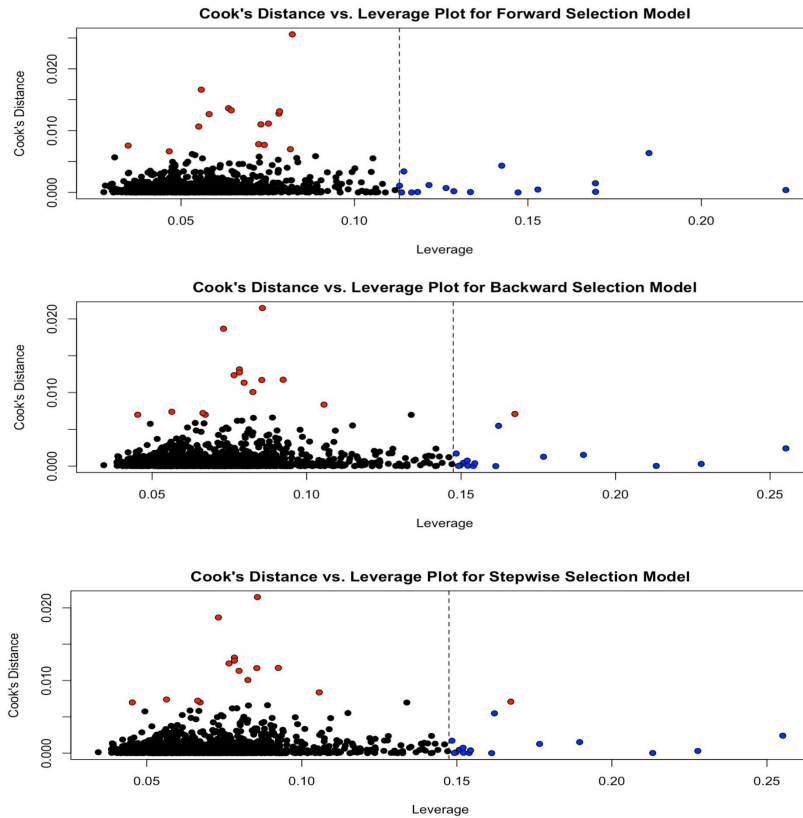 Cook's Distance vs. Leverage Plot for Forward Selection Model
Cook's Distance
0.020
0.010
0.000
0.05
0.10
0.15
0.20
Leverage
Cook's Distance vs. Leverage Plot for Backward Selection Model
Cook's Distance
0.020
0.010
0.000
0.05
0.10
0.15
0.20
0.25
Leverage
Cook's Distance vs. Leverage Plot for Stepwise Selection Model
Cook's Distance
0.020
0.010
0.000
0.05
0.10
0.15
0.20
0.25
Leverage